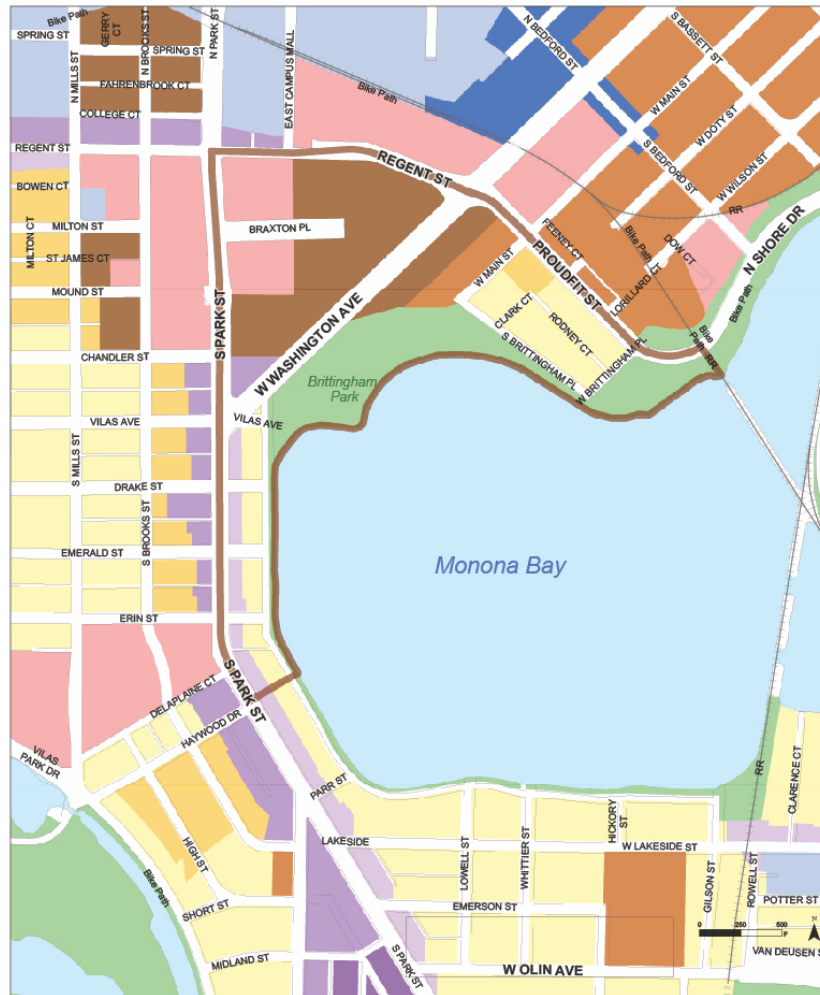 Bike Path
SPRING ST
GERRY CT
N BROOKS ST
N MILLS ST
N PARK ST
EAST CAMPUS MALL
SPRING ST
FAHRENBROOK CT
COLLEGE CT
Bike Path
N BEDFORD ST
S BASSETT ST
W MAIN ST
W DOTY ST
S BEDFORD ST
W WILSON ST
REGENT ST
REGENT ST
BOWEN CT
MILTON CT
MILTON ST
ST JAMES CT
MOUND ST
BRAXTON PL
S PARK ST
W WASHINGTON AVE
FEENEY CT
PROUDFIT ST
W MAIN ST
Bike Path
RR
DOW CT
LORILLARD CT
N SHORE DR
Bike Path
CLARK CT
RODNEY CT
S BRITTINGHAM PL
W BRITTINGHAM PL
Bike Path
RR
CHANDLER ST
Brittingham
Park
VILAS AVE
VILAS AVE
S MILLS ST
DRAKE ST
S BROOKS ST
EMERALD ST
Monona Bay
ERIN ST
S PARK ST
DELAPLAINE CT
HAYWOOD DR
VILAS
PARK DR
PARR ST
RR
CLARENCE CT
HIGH ST
LAKESIDE
LOWELL ST
WHITTIER ST
HICKORY
ST
W LAKESIDE ST
GILSON ST
ROWELL ST
Bike Path
SHORT ST
EMERSON ST
POTTER ST
0 250 500
F
N
MIDLAND ST
S PARK ST
W OLIN AVE
VAN DEUSEN S